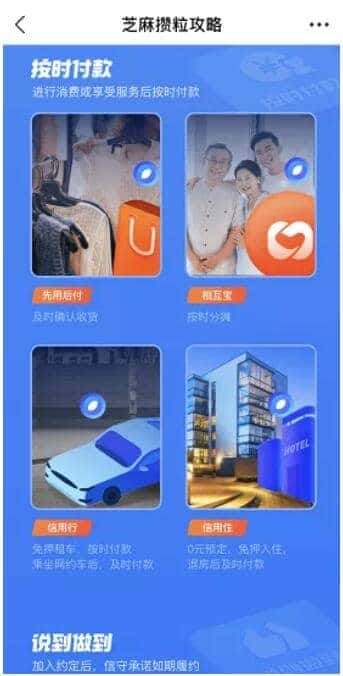 芝麻攒粒攻略
按时付款
进行消费或享受服务后按时付款
按时付款
先用后付
相互宝
及时确认收货
按时分摊
HOTEL
信用行
信用住
免押租车、按时付款
乘坐网约车后，及时付款
0元预定，免押入住，
退房后及时付款
说到做到
加入约定后，信守承诺如期履约